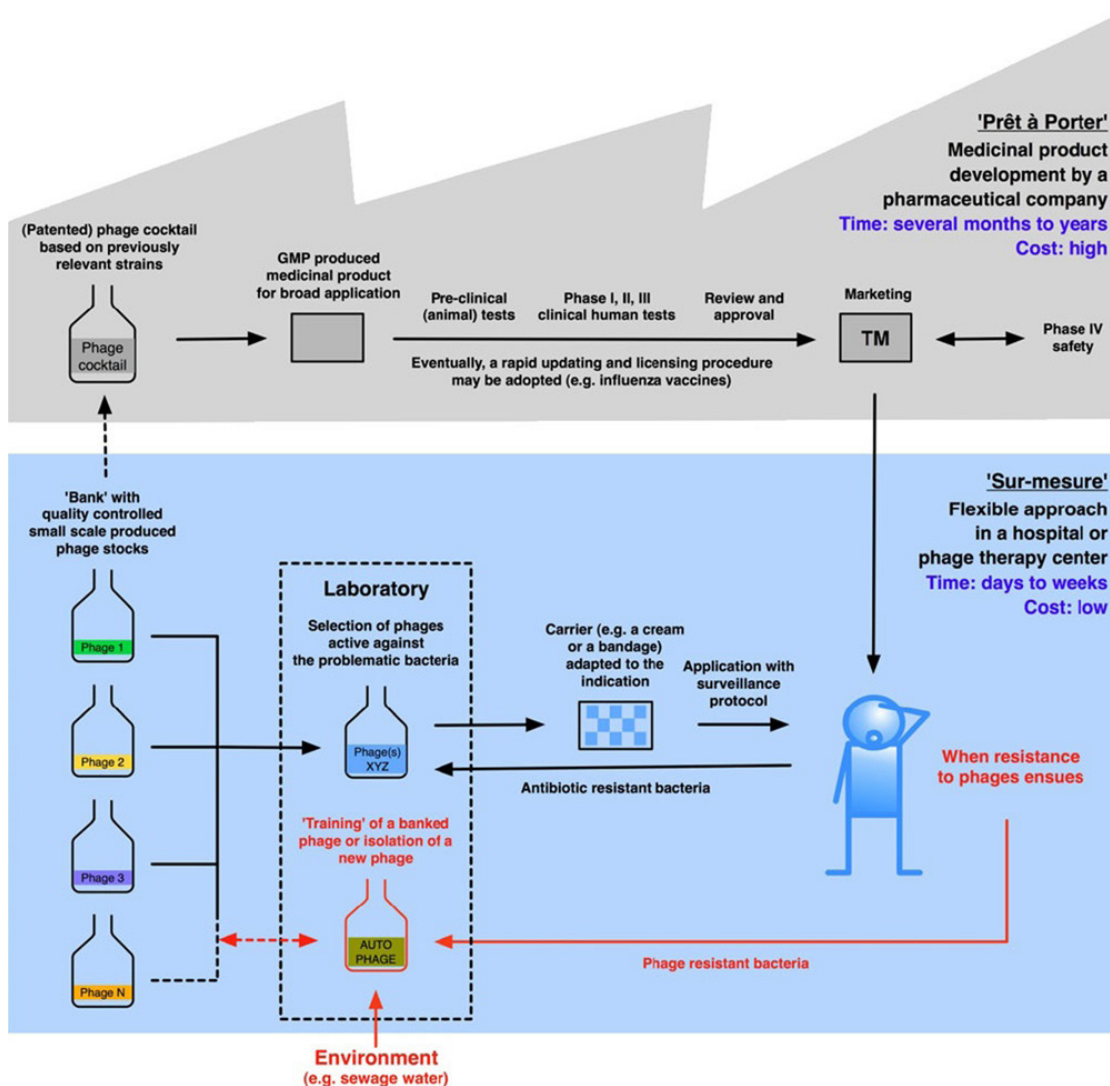 'Prêt à Porter'
Medicinal product
development by a
pharmaceutical company
Time: several months to years
Cost: high
(Patented) phage cocktail
based on previously
relevant strains
Phage
cocktail
GMP produced
medicinal product
for broad application
Pre-clinical
(animal) tests
Phase I, II, III
clinical human tests
Review and
approval
Eventually, a rapid updating and licensing procedure
may be adopted (e.g. influenza vaccines)
Marketing
TM
Phase IV
safety
'Sur-mesure'
Flexible approach
in a hospital or
phage therapy center
Time: days to weeks
Cost: low
'Bank' with
quality controlled
small scale produced
phage stocks
Phage 1
Phage 2
Phage 3
Phage N
Laboratory
Selection of phages
active against
the problematic bacteria
Phage(s)
XYZ
Carrier (e.g. a cream
or a bandage)
adapted to the
indication
Application with
surveillance
protocol
Antibiotic resistant bacteria
When resistance
to phages ensues
'Training' of a banked
phage or isolation of a
new phage
AUTO
PHAGE
Phage resistant bacteria
Environment
(e.g. sewage water)